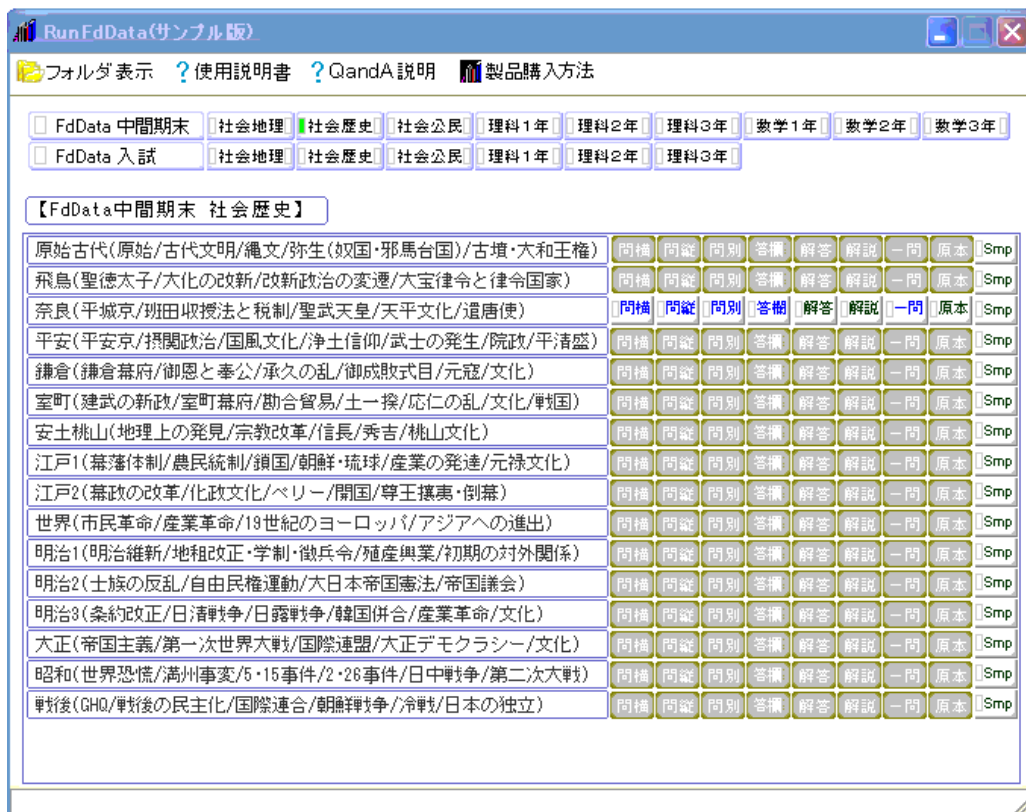 RunFdData(サンプル版)
フォルダ表示 ?使用説明書 ?QandA説明 製品購入方法
FdData 中間期末 社会地理 社会歴史 社会公民 理科1年 理科2年 理科3年 数学1年 数学2年 数学3年
FdData 入試 社会地理 社会歴史 社会公民 理科1年 理科2年 理科3年
【FdData中間期末 社会歴史】
原始古代(原始/古代文明/縄文/弥生(奴国・邪馬台国)/古墳・大和王権) 問横 問縦 問別 答欄 解答 解説 一問 原本 Smp
飛鳥(聖徳太子/大化の改新/改新政治の変遷/大宝律令と律令国家) 問横 問縦 問別 答欄 解答 解説 一問 原本 Smp
奈良(平城京/班田収授法と税制/聖武天皇/天平文化/遣唐使) 問横 問縦 問別 答欄 解答 解説 一問 原本 Smp
平安(平安京/摂関政治/国風文化/浄土信仰/武士の発生/院政/平清盛) 問横 問縦 問別 答欄 解答 解説 一問 原本 Smp
鎌倉(鎌倉幕府/御恩と奉公/承久の乱/御成敗式目/元寇/文化) 問横 問縦 問別 答欄 解答 解説 一問 原本 Smp
室町(建武の新政/室町幕府/勘合貿易/土一揆/応仁の乱/文化/戦国) 問横 問縦 問別 答欄 解答 解説 一問 原本 Smp
安土桃山(地理上の発見/宗教改革/信長/秀吉/桃山文化) 問横 問縦 問別 答欄 解答 解説 一問 原本 Smp
江戸1(幕藩体制/農民統制/鎖国/朝鮮・琉球/産業の発達/元禄文化) 問横 問縦 問別 答欄 解答 解説 一問 原本 Smp
江戸2(幕政の改革/化政文化/ペリー/開国/尊王攘夷・倒幕) 問横 問縦 問別 答欄 解答 解説 一問 原本 Smp
世界(市民革命/産業革命/19世紀のヨーロッパ/アジアへの進出) 問横 問縦 問別 答欄 解答 解説 一問 原本 Smp
明治1(明治維新/地租改正・学制・徴兵令/殖産興業/初期の対外関係) 問横 問縦 問別 答欄 解答 解説 一問 原本 Smp
明治2(士族の反乱/自由民権運動/大日本帝国憲法/帝国議会) 問横 問縦 問別 答欄 解答 解説 一問 原本 Smp
明治3(条約改正/日清戦争/日露戦争/韓国併合/産業革命/文化) 問横 問縦 問別 答欄 解答 解説 一問 原本 Smp
大正(帝国主義/第一次世界大戦/国際連盟/大正デモクラシー/文化) 問横 問縦 問別 答欄 解答 解説 一問 原本 Smp
昭和(世界恐慌/満州事変/5・15事件/2・26事件/日中戦争/第二次大戦) 問横 問縦 問別 答欄 解答 解説 一問 原本 Smp
戦後(GHQ/戦後の民主化/国際連合/朝鮮戦争/冷戦/日本の独立) 問横 問縦 問別 答欄 解答 解説 一問 原本 Smp